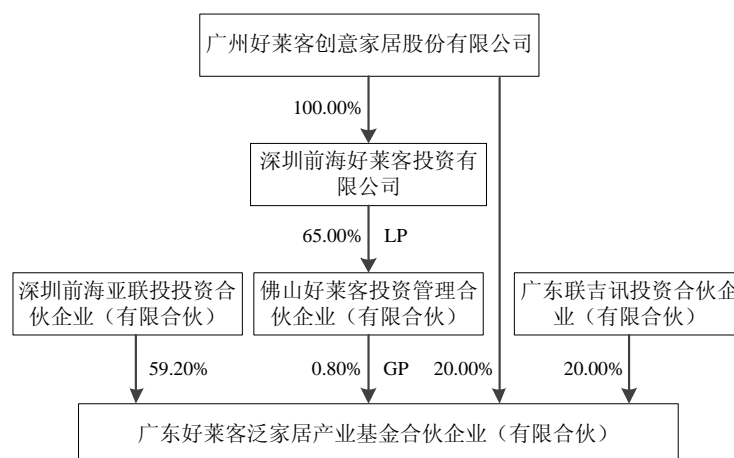 广州好莱客创意家居股份有限公司
100.00%
深圳前海好莱客投资有
限公司
65.00% LP
深圳前海亚联投投资合
伙企业（有限合伙）
佛山好莱客投资管理合
伙企业（有限合伙）
广东联吉讯投资合伙企
业（有限合伙）
59.20% 0.80% GP 20.00% 20.00%
广东好莱客泛家居产业基金合伙企业（有限合伙）